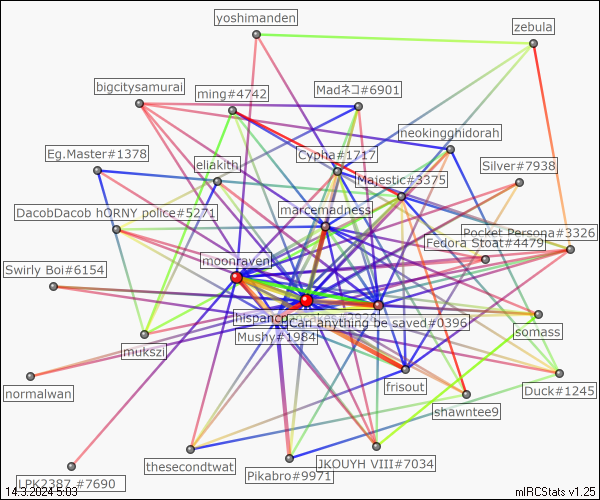 yoshimanden
zebula
bigcitysamurai
ming#4742
Madネコ#6901
neokingghidorah
Eg.Master#1378
eliakith
Cypha#1717
Majestic#3375
Silver#7938
DacobDacob hORNY police#5271
marcemadness
Pocket Persona#3326
Fedora Stoat#4479
moonraven
Swirly Boi#6154
Can anything be saved#0396
somass
Mushy#1984
mukszi
normalwan
frisout
Duck#1245
shawntee9
thesecondtwat
Pikabro#9971
JKOUYH VIII#7034
LPK2387 #7690
14.3.2024 5:03
mIRCStats v1.25